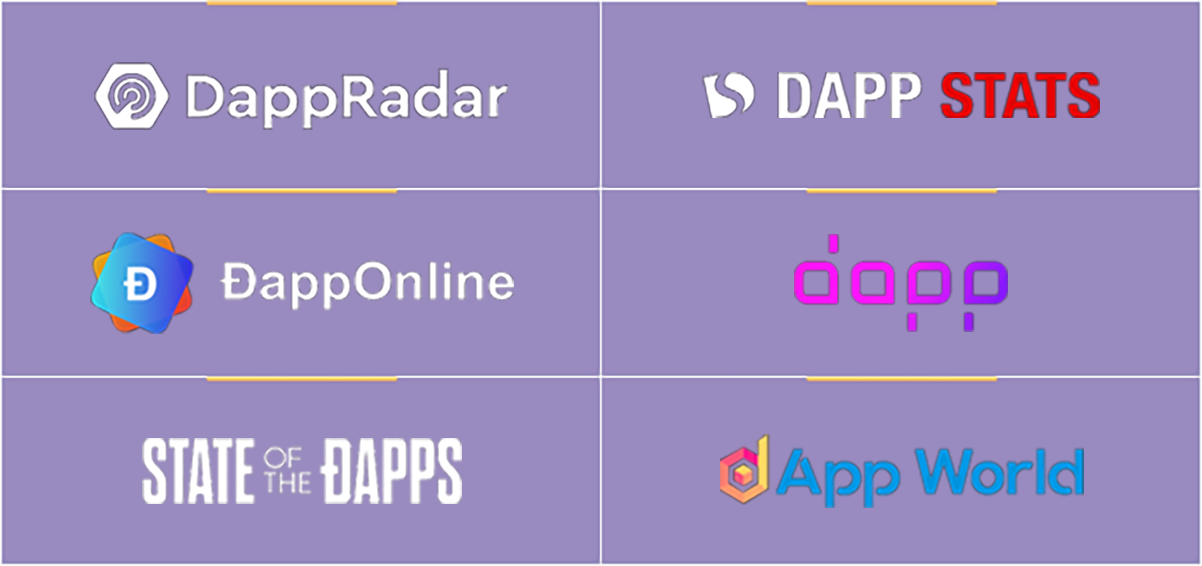 DappRadar
DAPP STATS
Đ
ĐappOnline
dapp
STATE OF THE ĐAPPS
dApp World